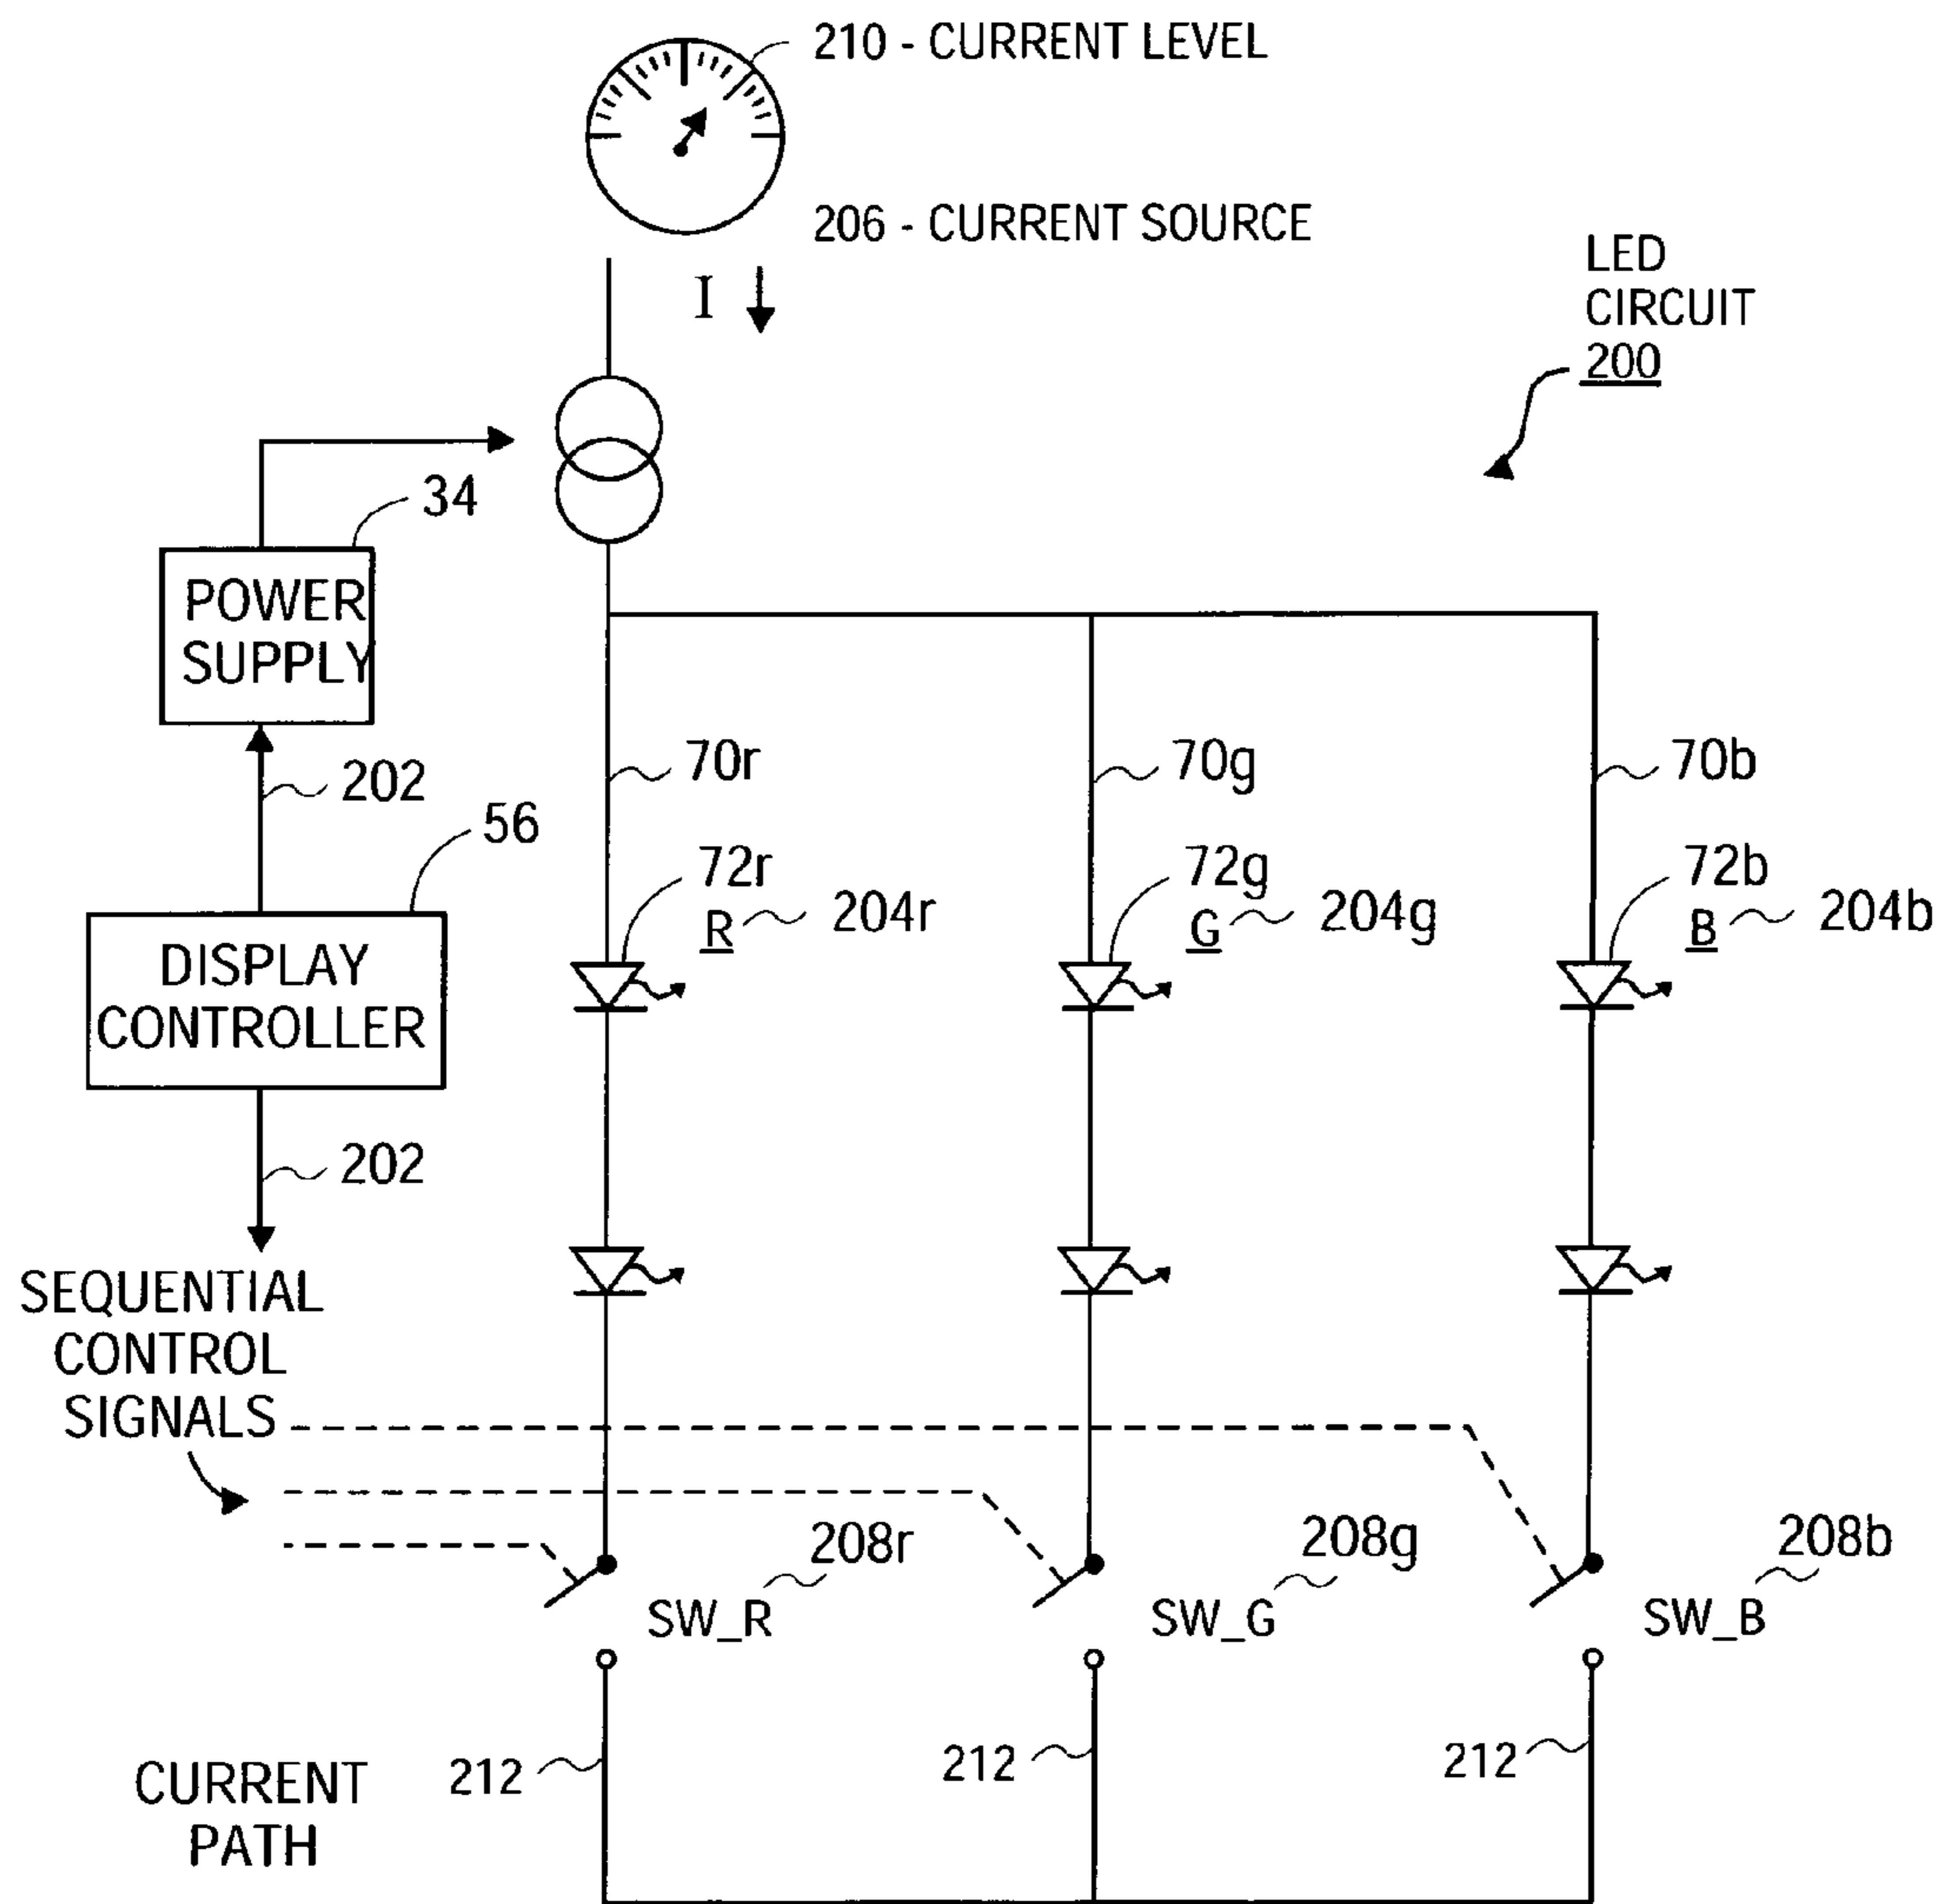 210 - CURRENT LEVEL
206 - CURRENT SOURCE
I
LED
CIRCUIT
200
34
POWER
SUPPLY
202
56
DISPLAY
CONTROLLER
202
70r
70g
70b
72r
R
204r
72g
G
204g
72b
B
204b
SEQUENTIAL
CONTROL
SIGNALS
208r
SW_R
208g
SW_G
208b
SW_B
CURRENT
PATH
212
212
212